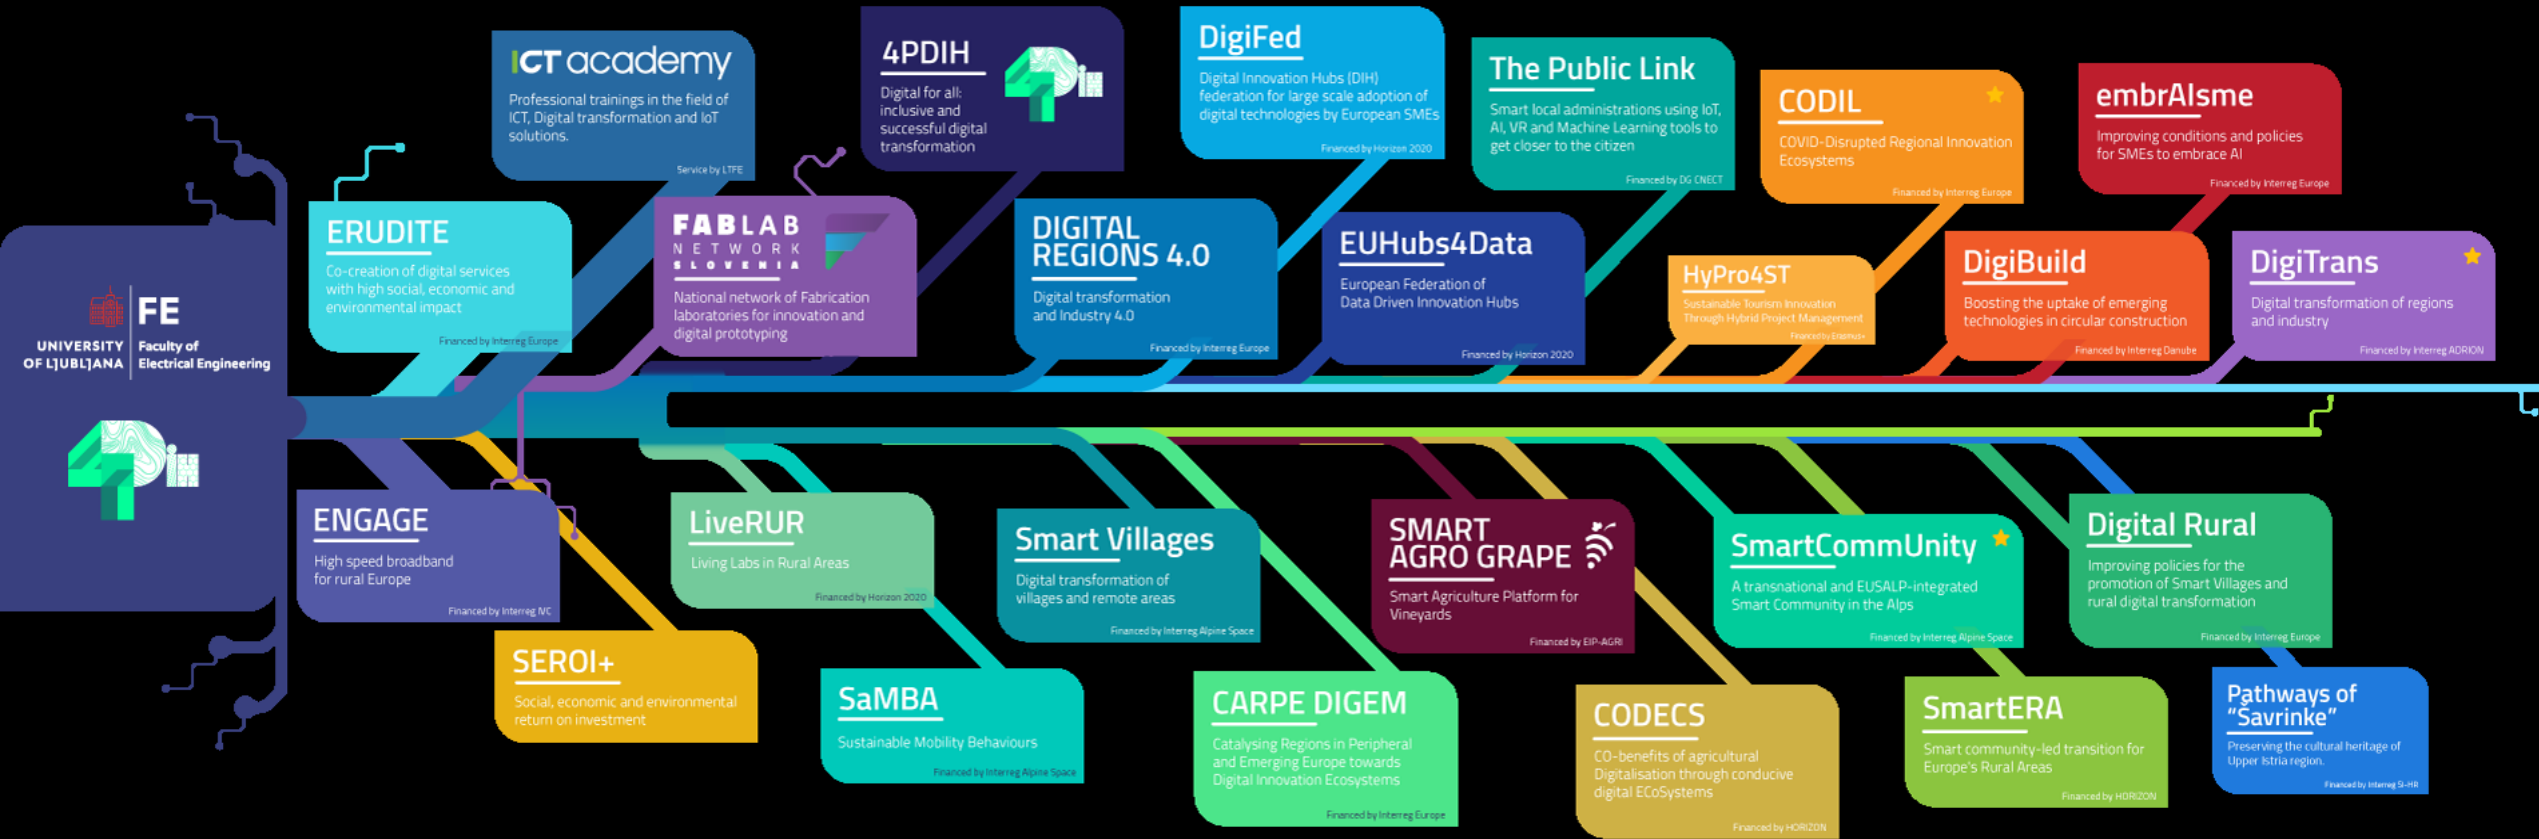 FE
UNIVERSITY
OF LJUBLJANA
Faculty of
Electrical Engineering
4PDIH
ICT academy
Professional trainings in the field of
ICT, Digital transformation and IoT
solutions.
Service by LTFE
4PDIH
Digital for all:
inclusive and
successful digital
transformation
4PDIH
DigiFed
Digital Innovation Hubs (DIH)
federation for large scale adoption of
digital technologies by European SMEs
Financed by Horizon 2020
The Public Link
Smart local administrations using IoT,
AI, VR and Machine Learning tools to
get closer to the citizen
Financed by DG CNECT
CODIL
COVID-Disrupted Regional Innovation
Ecosystems
Financed by Interreg Europe
embrAIsme
Improving conditions and policies
for SMEs to embrace AI
Financed by Interreg Europe
ERUDITE
Co-creation of digital services
with high social, economic and
environmental impact
Financed by Interreg Europe
FABLAB
NETWORK
SLOVENIA
National network of Fabrication
laboratories for innovation and
digital prototyping
DIGITAL
REGIONS 4.0
Digital transformation
and Industry 4.0
Financed by Interreg Europe
EUHubs4Data
European Federation of
Data Driven Innovation Hubs
Financed by Horizon 2020
HyPro4ST
Sustainable Tourism Innovation
Through Hybrid Project Management
Financed by Erasmus+
DigiBuild
Boosting the uptake of emerging
technologies in circular construction
Financed by Interreg Danube
DigiTrans
Digital transformation of regions
and industry
Financed by Interreg ADRION
ENGAGE
High speed broadband
for rural Europe
Financed by Interreg IVC
LiveRUR
Living Labs in Rural Areas
Financed by Horizon 2020
Smart Villages
Digital transformation of
villages and remote areas
Financed by Interreg Alpine Space
SMART
AGRO GRAPE
Smart Agriculture Platform for
Vineyards
Financed by EIP-AGRI
SmartCommUnity
A transnational and EUSALP-integrated
Smart Community in the Alps
Financed by Interreg Alpine Space
Digital Rural
Improving policies for the
promotion of Smart Villages and
rural digital transformation
Financed by Interreg Europe
SEROI+
Social, economic and environmental
return on investment
SaMBA
Sustainable Mobility Behaviours
Financed by Interreg Alpine Space
CARPE DIGEM
Catalysing Regions in Peripheral
and Emerging Europe towards
Digital Innovation Ecosystems
Financed by Interreg Europe
CODECS
CO-benefits of agricultural
Digitalisation through conducive
digital ECoSystems
Financed by HORIZON
SmartERA
Smart community-led transition for
Europe's Rural Areas
Financed by HORIZON
Pathways of
“Šavrinke”
Preserving the cultural heritage of
Upper Istria region.
Financed by Interreg SI-HR